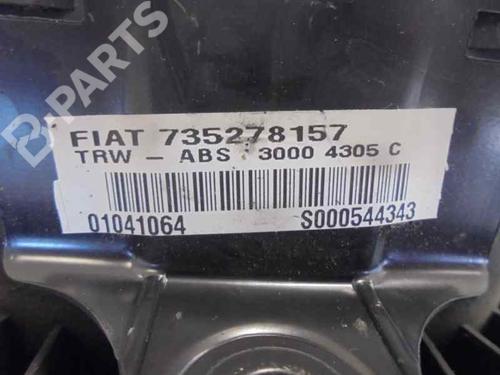 B-PARTS
FIAT 735278157
TRW - ABS 3000 4305 C
01041064 S000544343